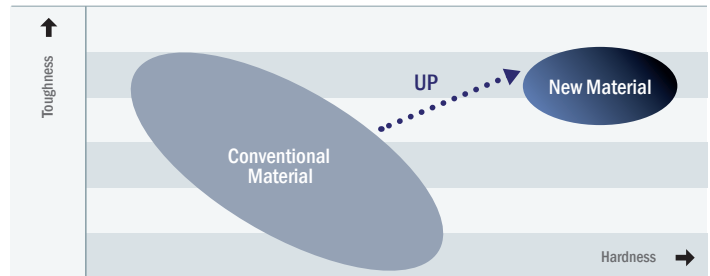 Toughness
UP
New Material
Conventional
Material
Hardness